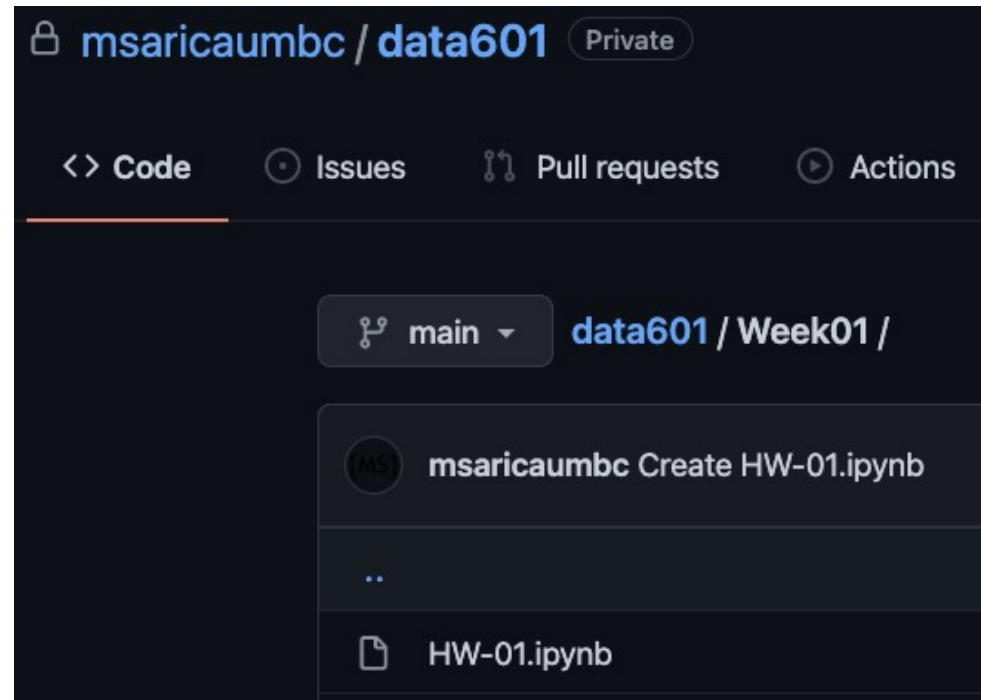 msaricaumbc / data601 Private
<> Code Issues Pull requests Actions
main data601 / Week01 /
[MS] msaricaumbc Create HW-01.ipynb
..
HW-01.ipynb